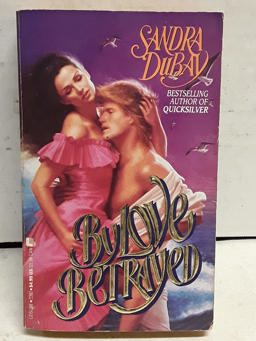 SANDRA
DUBAY
BESTSELLING
AUTHOR OF
QUICKSILVER
By Love
Betrayed